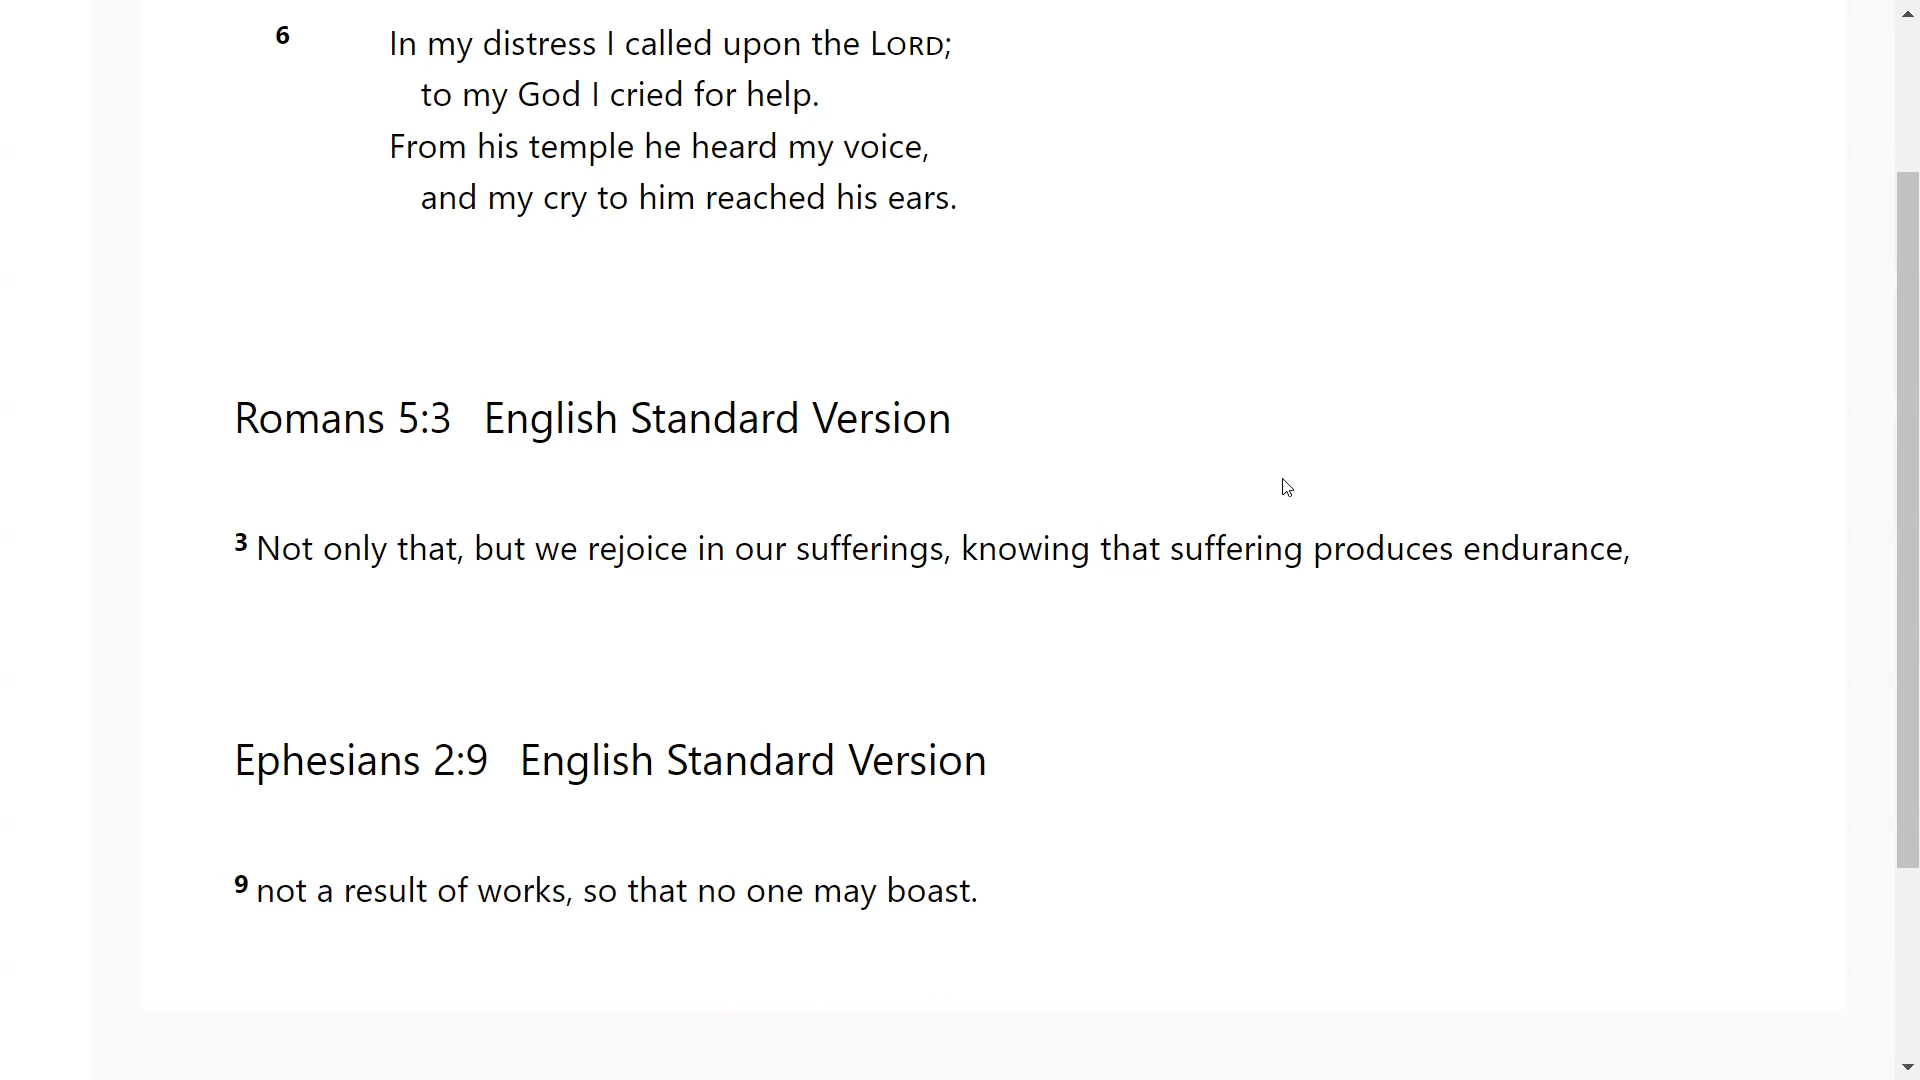 6 In my distress I called upon the LORD;
to my God I cried for help.
From his temple he heard my voice,
and my cry to him reached his ears.
Romans 5:3 English Standard Version
3 Not only that, but we rejoice in our sufferings, knowing that suffering produces endurance,
Ephesians 2:9 English Standard Version
9 not a result of works, so that no one may boast.